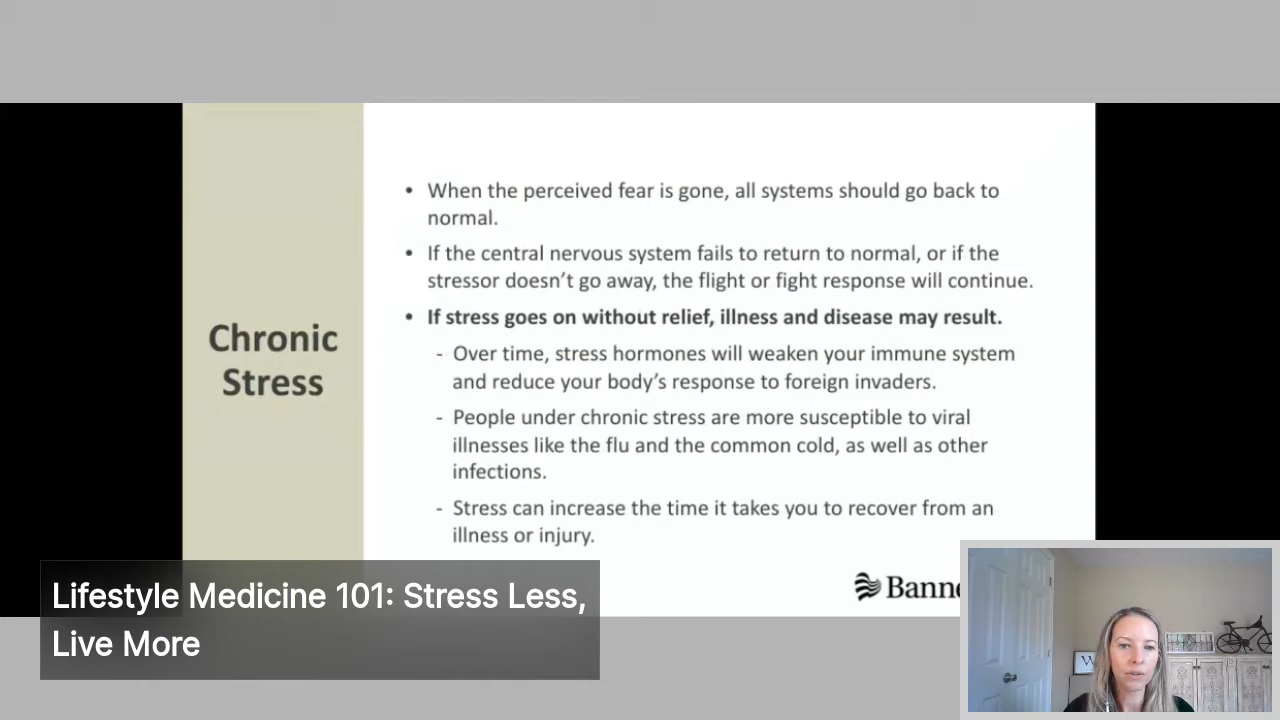 Chronic
Stress
• When the perceived fear is gone, all systems should go back to
normal.
• If the central nervous system fails to return to normal, or if the
stressor doesn’t go away, the flight or fight response will continue.
• If stress goes on without relief, illness and disease may result.
- Over time, stress hormones will weaken your immune system
and reduce your body’s response to foreign invaders.
- People under chronic stress are more susceptible to viral
illnesses like the flu and the common cold, as well as other
infections.
- Stress can increase the time it takes you to recover from an
illness or injury.
Lifestyle Medicine 101: Stress Less,
Live More
W